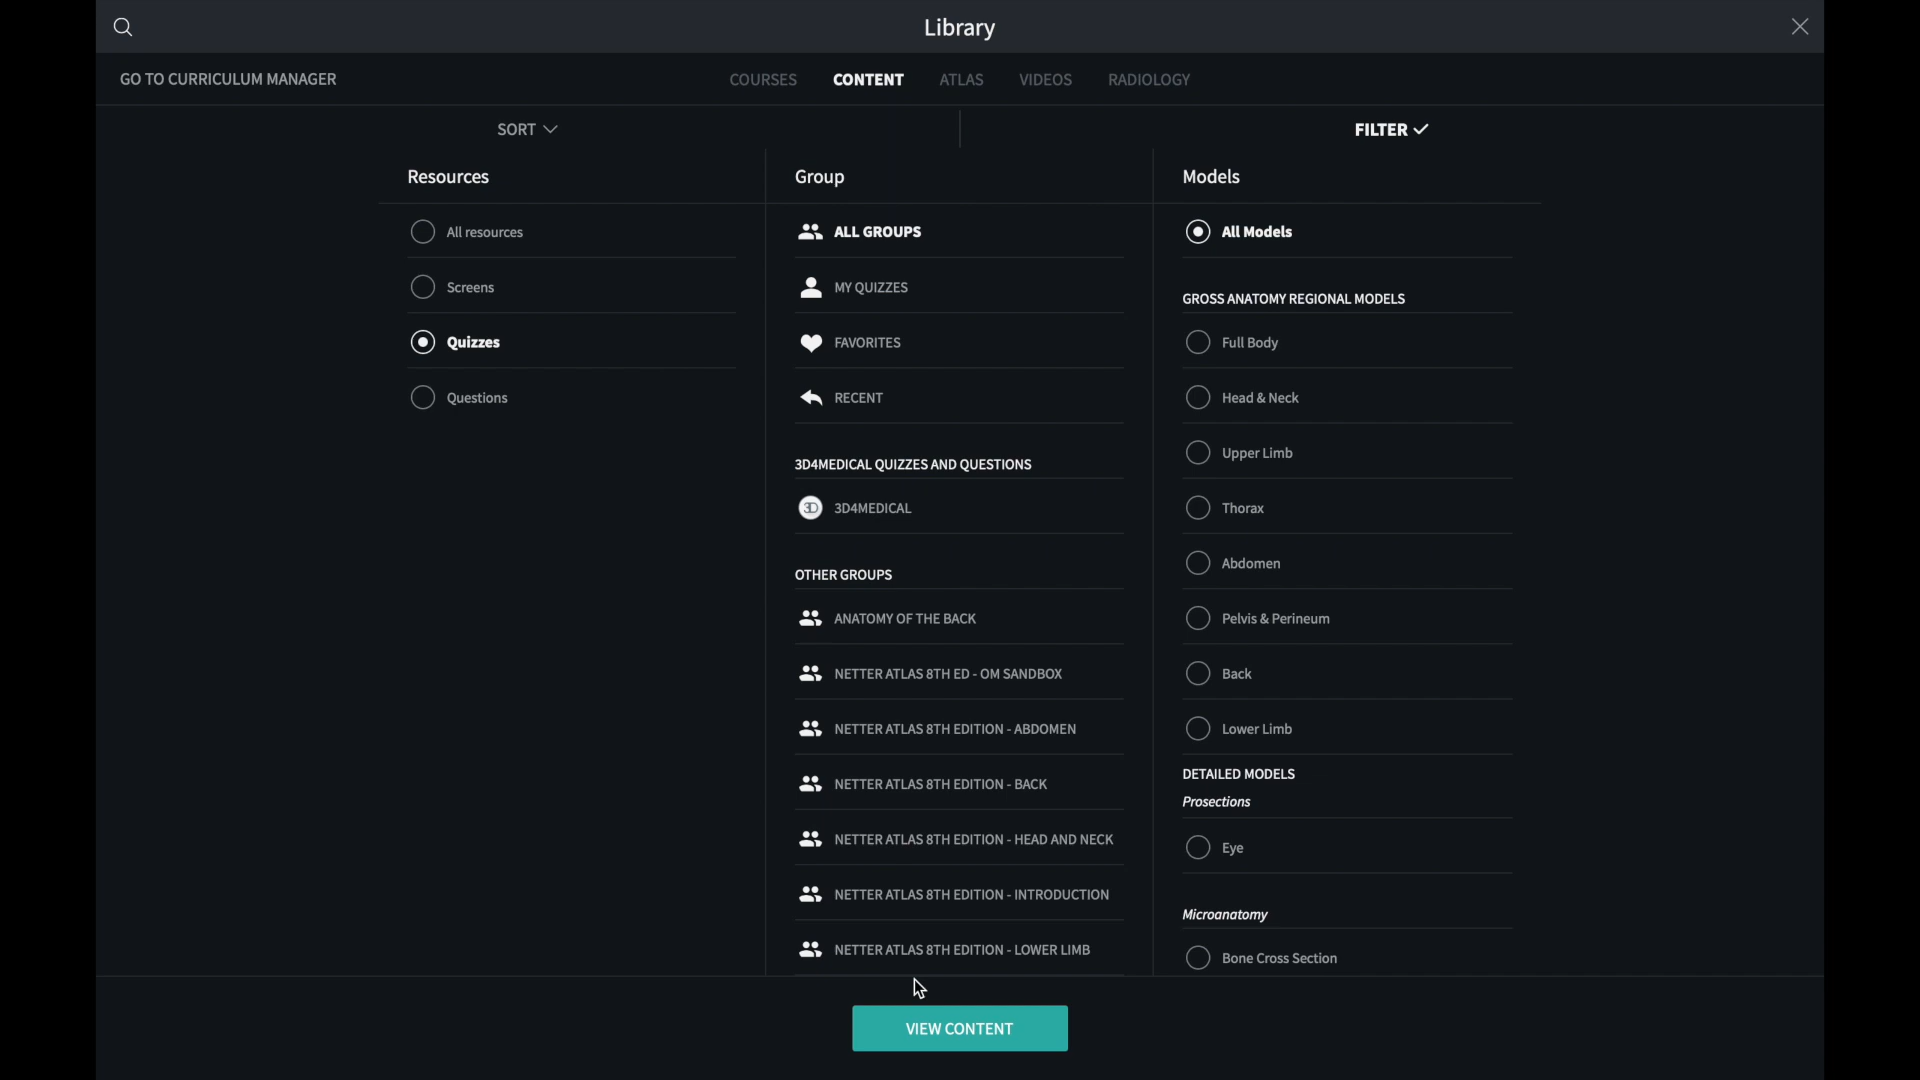 Library
GO TO CURRICULUM MANAGER
COURSES
CONTENT
ATLAS
VIDEOS
RADIOLOGY
SORT
FILTER
Resources
All resources
Screens
Quizzes
Questions
Group
ALL GROUPS
MY QUIZZES
FAVORITES
RECENT
3D4MEDICAL QUIZZES AND QUESTIONS
3D
3D4MEDICAL
OTHER GROUPS
ANATOMY OF THE BACK
NETTER ATLAS 8TH ED - OM SANDBOX
NETTER ATLAS 8TH EDITION - ABDOMEN
NETTER ATLAS 8TH EDITION - BACK
NETTER ATLAS 8TH EDITION - HEAD AND NECK
NETTER ATLAS 8TH EDITION - INTRODUCTION
NETTER ATLAS 8TH EDITION - LOWER LIMB
Models
All Models
GROSS ANATOMY REGIONAL MODELS
Full Body
Head & Neck
Upper Limb
Thorax
Abdomen
Pelvis & Perineum
Back
Lower Limb
DETAILED MODELS
Prosections
Eye
Microanatomy
Bone Cross Section
VIEW CONTENT